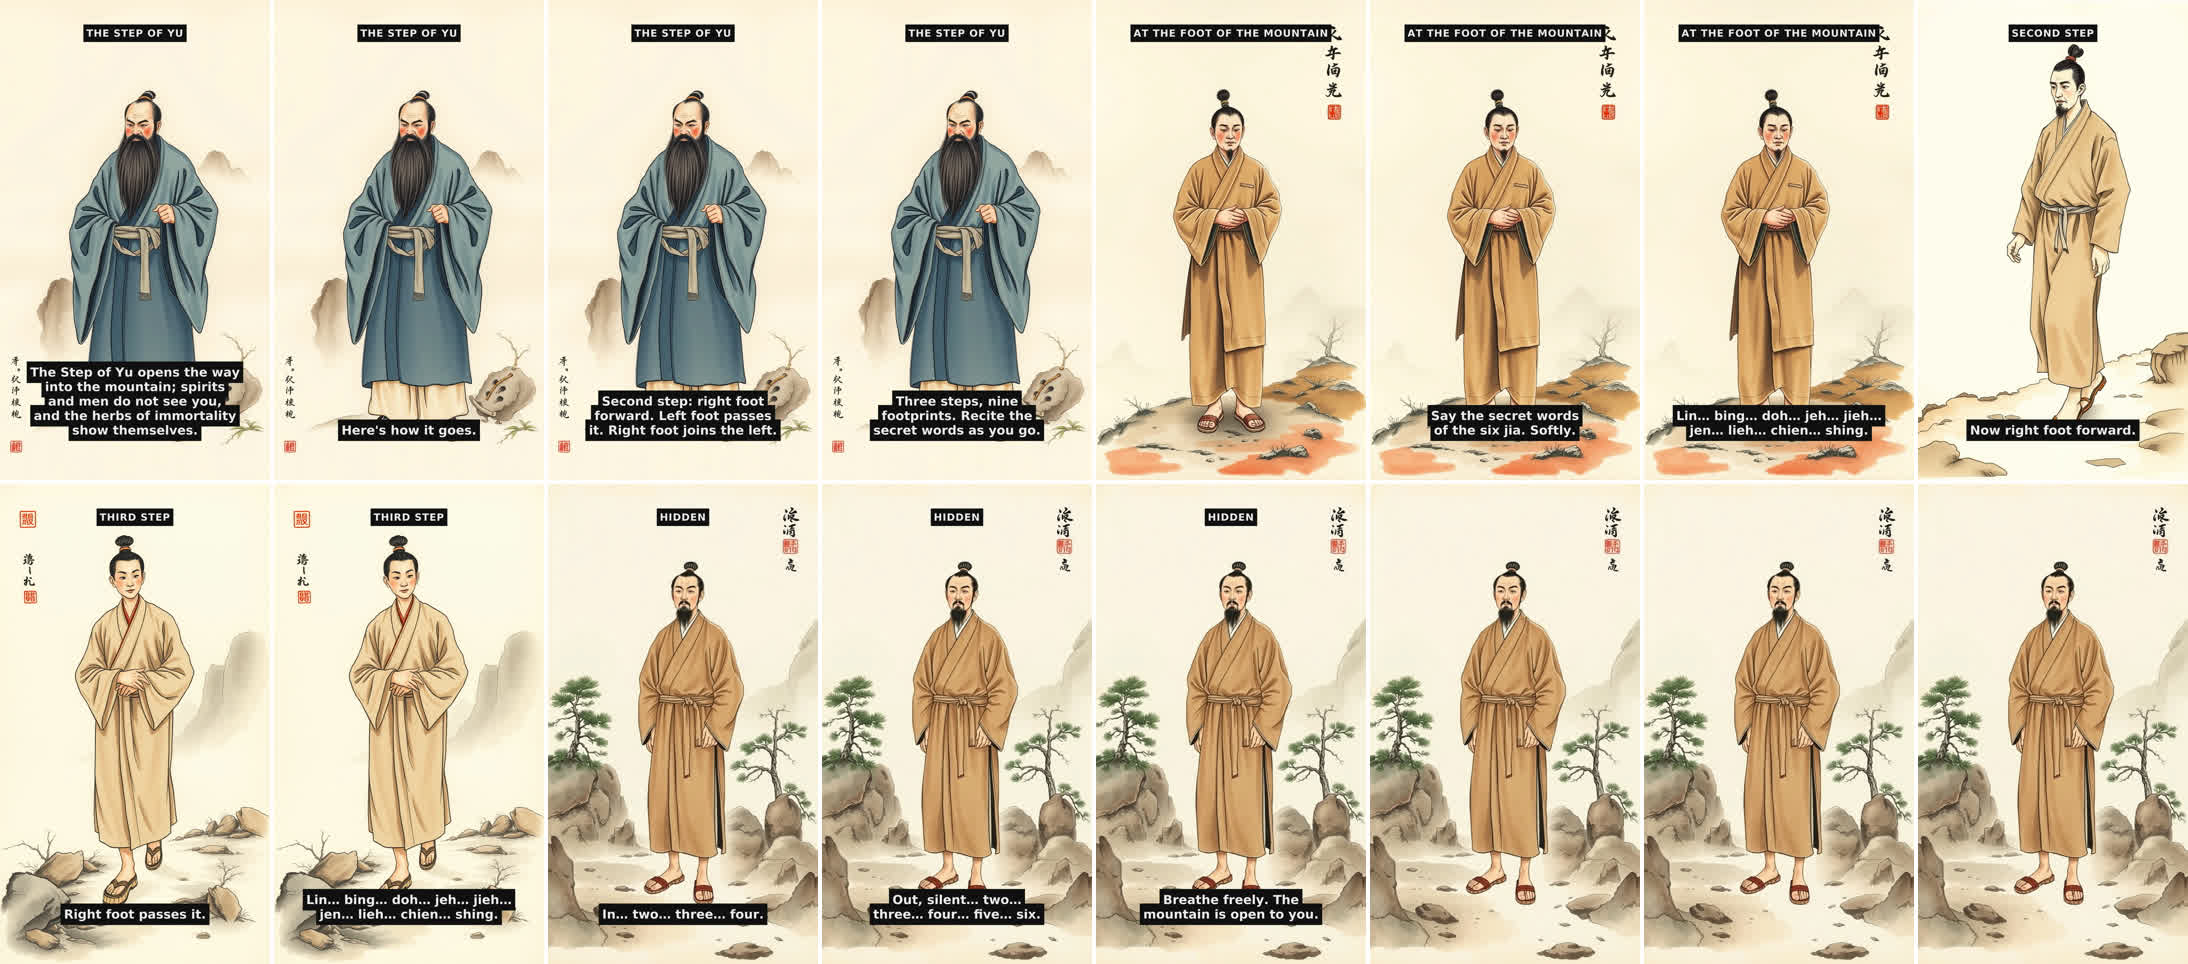 THE STEP OF YU
The Step of Yu opens the way
into the mountain; spirits
and men do not see you,
and the herbs of immortality
show themselves.
THE STEP OF YU
Here's how it goes.
THE STEP OF YU
Second step: right foot
forward. Left foot passes
it. Right foot joins the left.
THE STEP OF YU
Three steps, nine
footprints. Recite the
secret words as you go.
AT THE FOOT OF THE MOUNTAIN
AT THE FOOT OF THE MOUNTAIN
Say the secret words
of the six jia. Softly.
AT THE FOOT OF THE MOUNTAIN
Lin... bing... doh... jeh... jieh...
jen... lieh... chien... shing.
SECOND STEP
Now right foot forward.
THIRD STEP
Right foot passes it.
THIRD STEP
Lin... bing... doh... jeh... jieh...
jen... lieh... chien... shing.
HIDDEN
In... two... three... four.
HIDDEN
Out, silent... two...
three... four... five... six.
HIDDEN
Breathe freely. The
mountain is open to you.